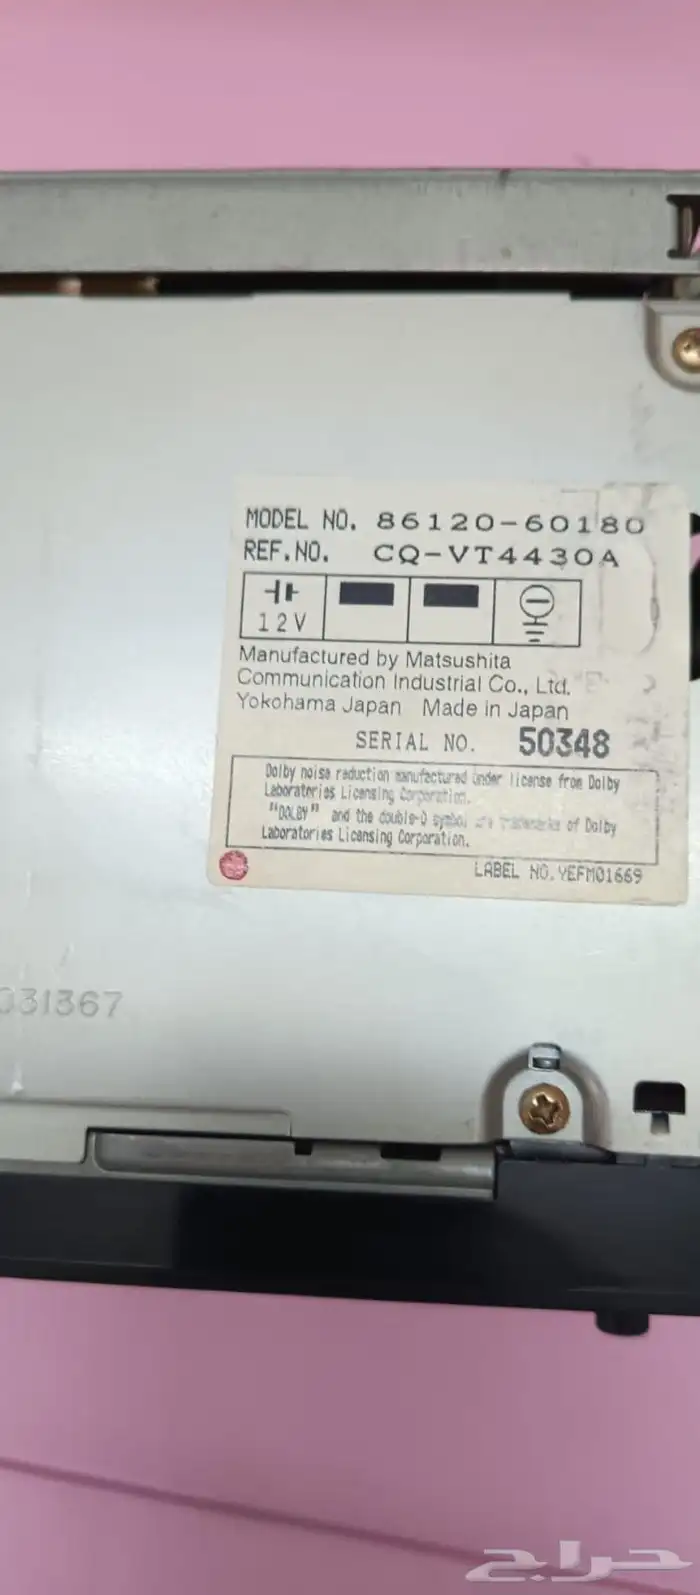 MODEL NO. 86120-60180
REF.NO. CQ-VT4430A
12V
Manufactured by Matsushita
Communication Industrial Co., Ltd.
Yokohama Japan Made in Japan
SERIAL NO. 50348
Dolby noise reduction manufactured under license from Dolby
Laboratories Licensing Corporation.
"DOLBY" and the double-D symbol are trademarks of Dolby
Laboratories Licensing Corporation.
LABEL NO.YEFM01669
031367
حراج